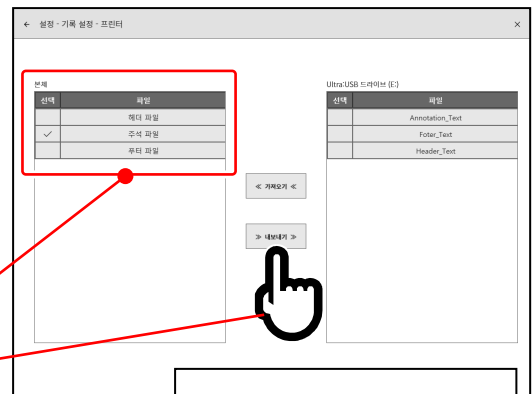 ← 설정 - 기록 설정 - 프린터 ×
본체
선택 파일
헤더 파일
✓ 주석 파일
푸터 파일
≪ 가져오기 ≪
≫ 내보내기 ≫
Ultra:USB 드라이브 (E:)
선택 파일
Annotation_Text
Foter_Text
Header_Text